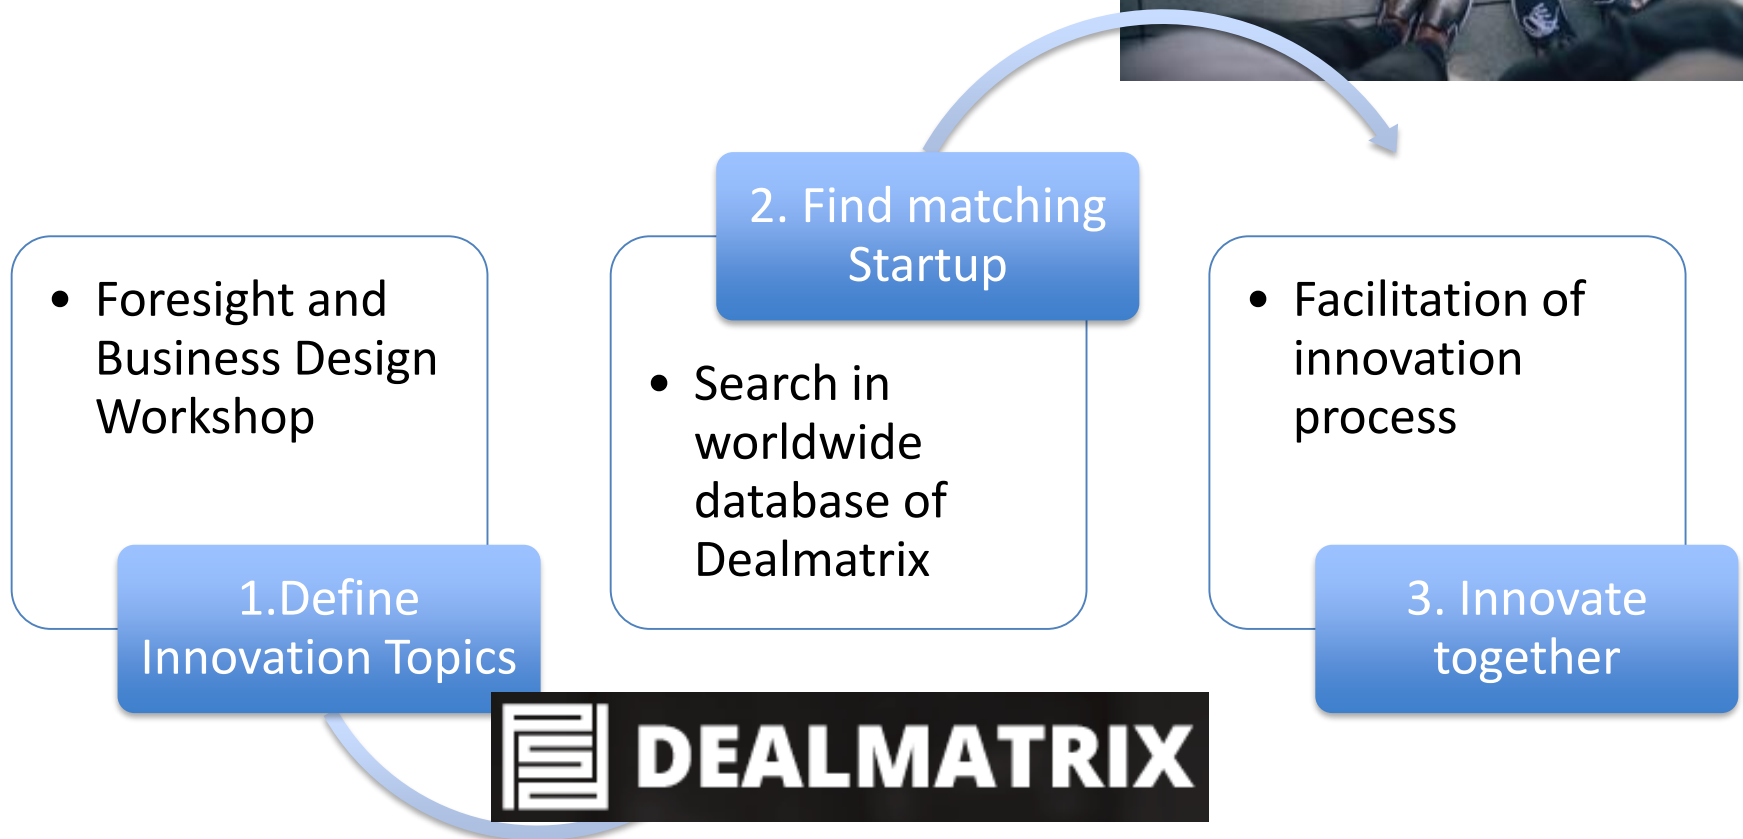 • Foresight and
Business Design
Workshop
1.Define
Innovation Topics
2. Find matching
Startup
• Search in
worldwide
database of
Dealmatrix
• Facilitation of
innovation
process
3. Innovate
together
DEALMATRIX